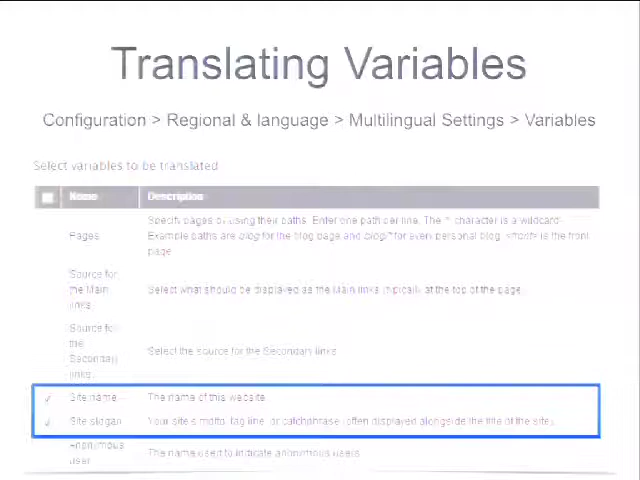 Translating Variables
Configuration > Regional & language > Multilingual Settings > Variables
Select variables to be translated
Name Description
Pages
Specify pages by using their paths. Enter one path per line. The '*' character is a wildcard.
Example paths are blog for the blog page and blog/* for every personal blog. <front> is the front
page.
Source for
the Main
links
Select what should be displayed as the Main links (typically at the top of the page).
Source for
the
Secondary
links
Select the source for the Secondary links.
Site name The name of this website.
Site slogan Your site's motto, tag line, or catchphrase (often displayed alongside the title of the site).
Anonymous
user
The name used to indicate anonymous users.